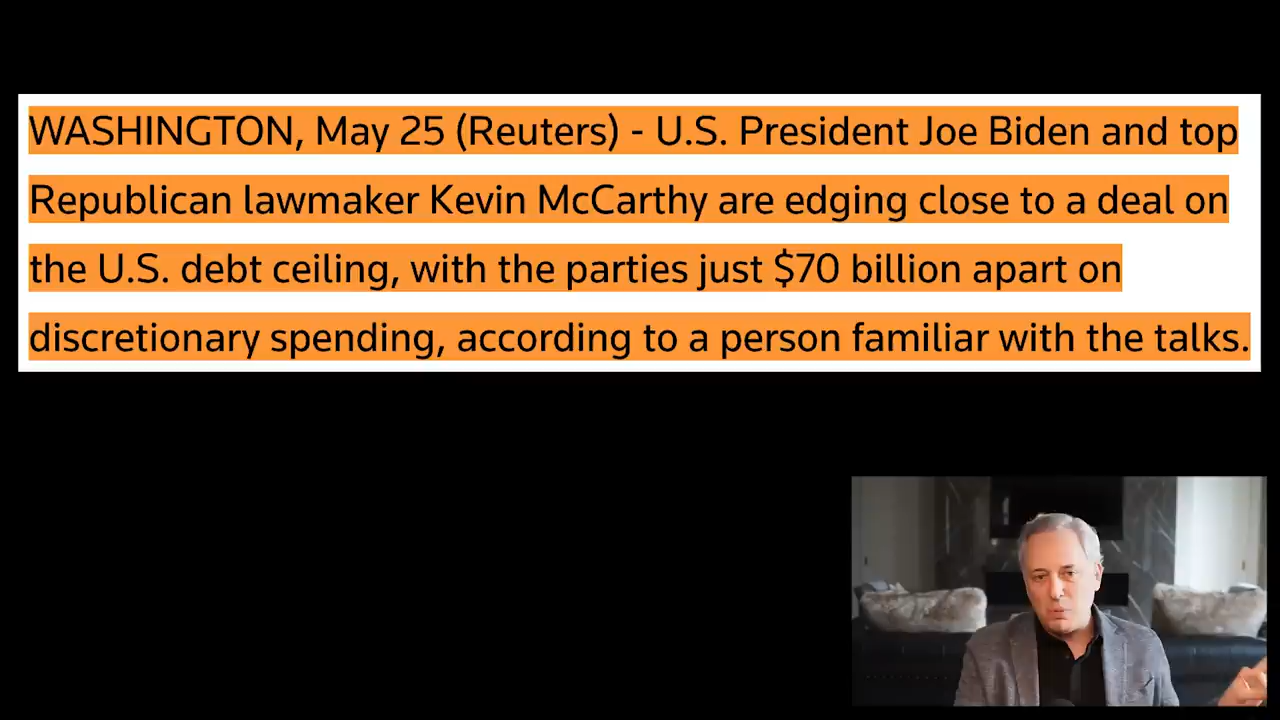 WASHINGTON, May 25 (Reuters) - U.S. President Joe Biden and top
Republican lawmaker Kevin McCarthy are edging close to a deal on
the U.S. debt ceiling, with the parties just $70 billion apart on
discretionary spending, according to a person familiar with the talks.